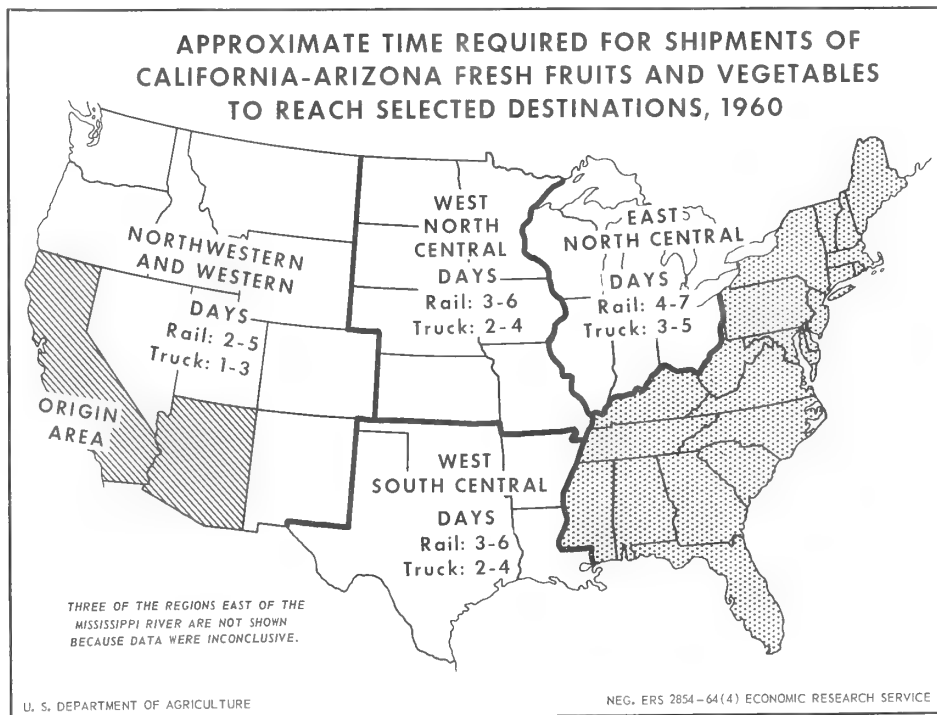 APPROXIMATE TIME REQUIRED FOR SHIPMENTS OF
CALIFORNIA-ARIZONA FRESH FRUITS AND VEGETABLES
TO REACH SELECTED DESTINATIONS, 1960
NORTHWESTERN
AND WESTERN
DAYS
Rail: 2-5
Truck: 1-3
WEST
NORTH
CENTRAL
DAYS
Rail: 3-6
Truck: 2-4
EAST
NORTH CENTRAL
DAYS
Rail: 4-7
Truck: 3-5
ORIGIN
AREA
WEST
SOUTH CENTRAL
DAYS
Rail: 3-6
Truck: 2-4
THREE OF THE REGIONS EAST OF THE
MISSISSIPPI RIVER ARE NOT SHOWN
BECAUSE DATA WERE INCONCLUSIVE.
U. S. DEPARTMENT OF AGRICULTURE
NEG. ERS 2854-64(4) ECONOMIC RESEARCH SERVICE